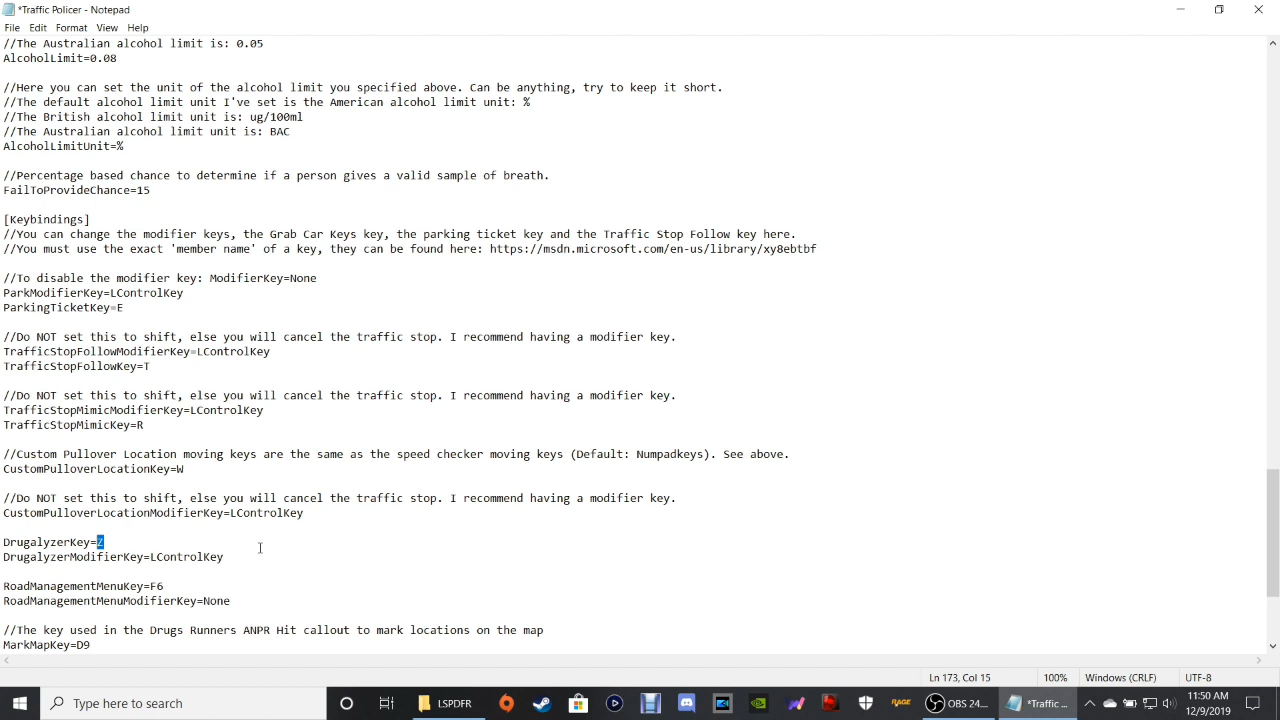 *Traffic Policer - Notepad
File Edit Format View Help
//The Australian alcohol limit is: 0.05
AlcoholLimit=0.08
//Here you can set the unit of the alcohol limit you specified above. Can be anything, try to keep it short.
//The default alcohol limit unit I've set is the American alcohol limit unit: %
//The British alcohol limit unit is: ug/100ml
//The Australian alcohol limit unit is: BAC
AlcoholLimitUnit=%
//Percentage based chance to determine if a person gives a valid sample of breath.
FailToProvideChance=15
[Keybindings]
//You can change the modifier keys, the Grab Car Keys key, the parking ticket key and the Traffic Stop Follow key here.
//You must use the exact 'member name' of a key, they can be found here: https://msdn.microsoft.com/en-us/library/xy8ebtbf
//To disable the modifier key: ModifierKey=None
ParkModifierKey=LControlKey
ParkingTicketKey=E
//Do NOT set this to shift, else you will cancel the traffic stop. I recommend having a modifier key.
TrafficStopFollowModifierKey=LControlKey
TrafficStopFollowKey=T
//Do NOT set this to shift, else you will cancel the traffic stop. I recommend having a modifier key.
TrafficStopMimicModifierKey=LControlKey
TrafficStopMimicKey=R
//Custom Pullover Location moving keys are the same as the speed checker moving keys (Default: Numpadkeys). See above.
CustomPulloverLocationKey=W
//Do NOT set this to shift, else you will cancel the traffic stop. I recommend having a modifier key.
CustomPulloverLocationModifierKey=LControlKey
DrugalyzerKey=Z
DrugalyzerModifierKey=LControlKey
RoadManagementMenuKey=F6
RoadManagementMenuModifierKey=None
//The key used in the Drugs Runners ANPR Hit callout to mark locations on the map
MarkMapKey=D9
Ln 173, Col 15 100% Windows (CRLF) UTF-8
Type here to search LSPDFR RAGE OBS 24... *Traffic ... 11:50 AM
12/9/2019